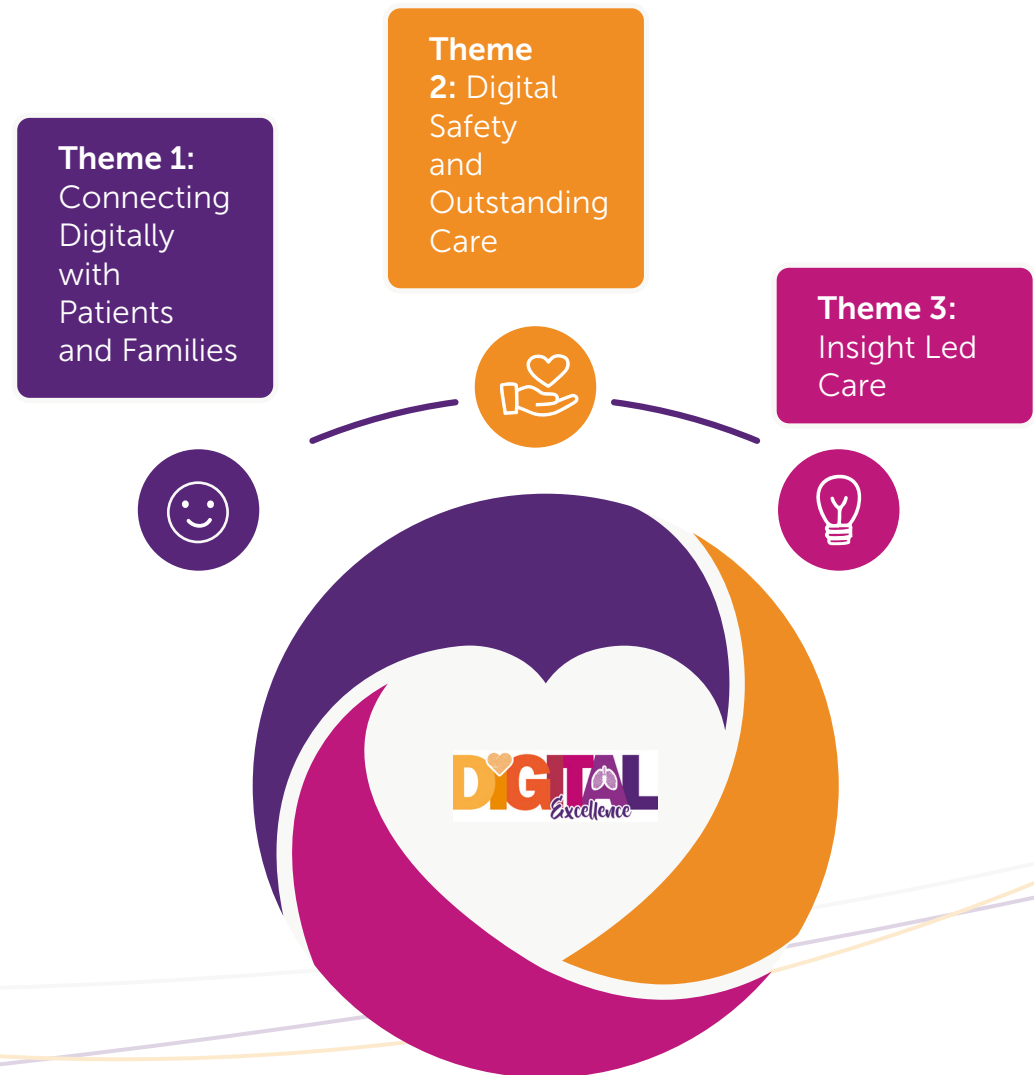 Theme 1:
Connecting
Digitally
with
Patients
and Families
Theme
2: Digital
Safety
and
Outstanding
Care
Theme 3:
Insight Led
Care
DIGITAL
Excellence